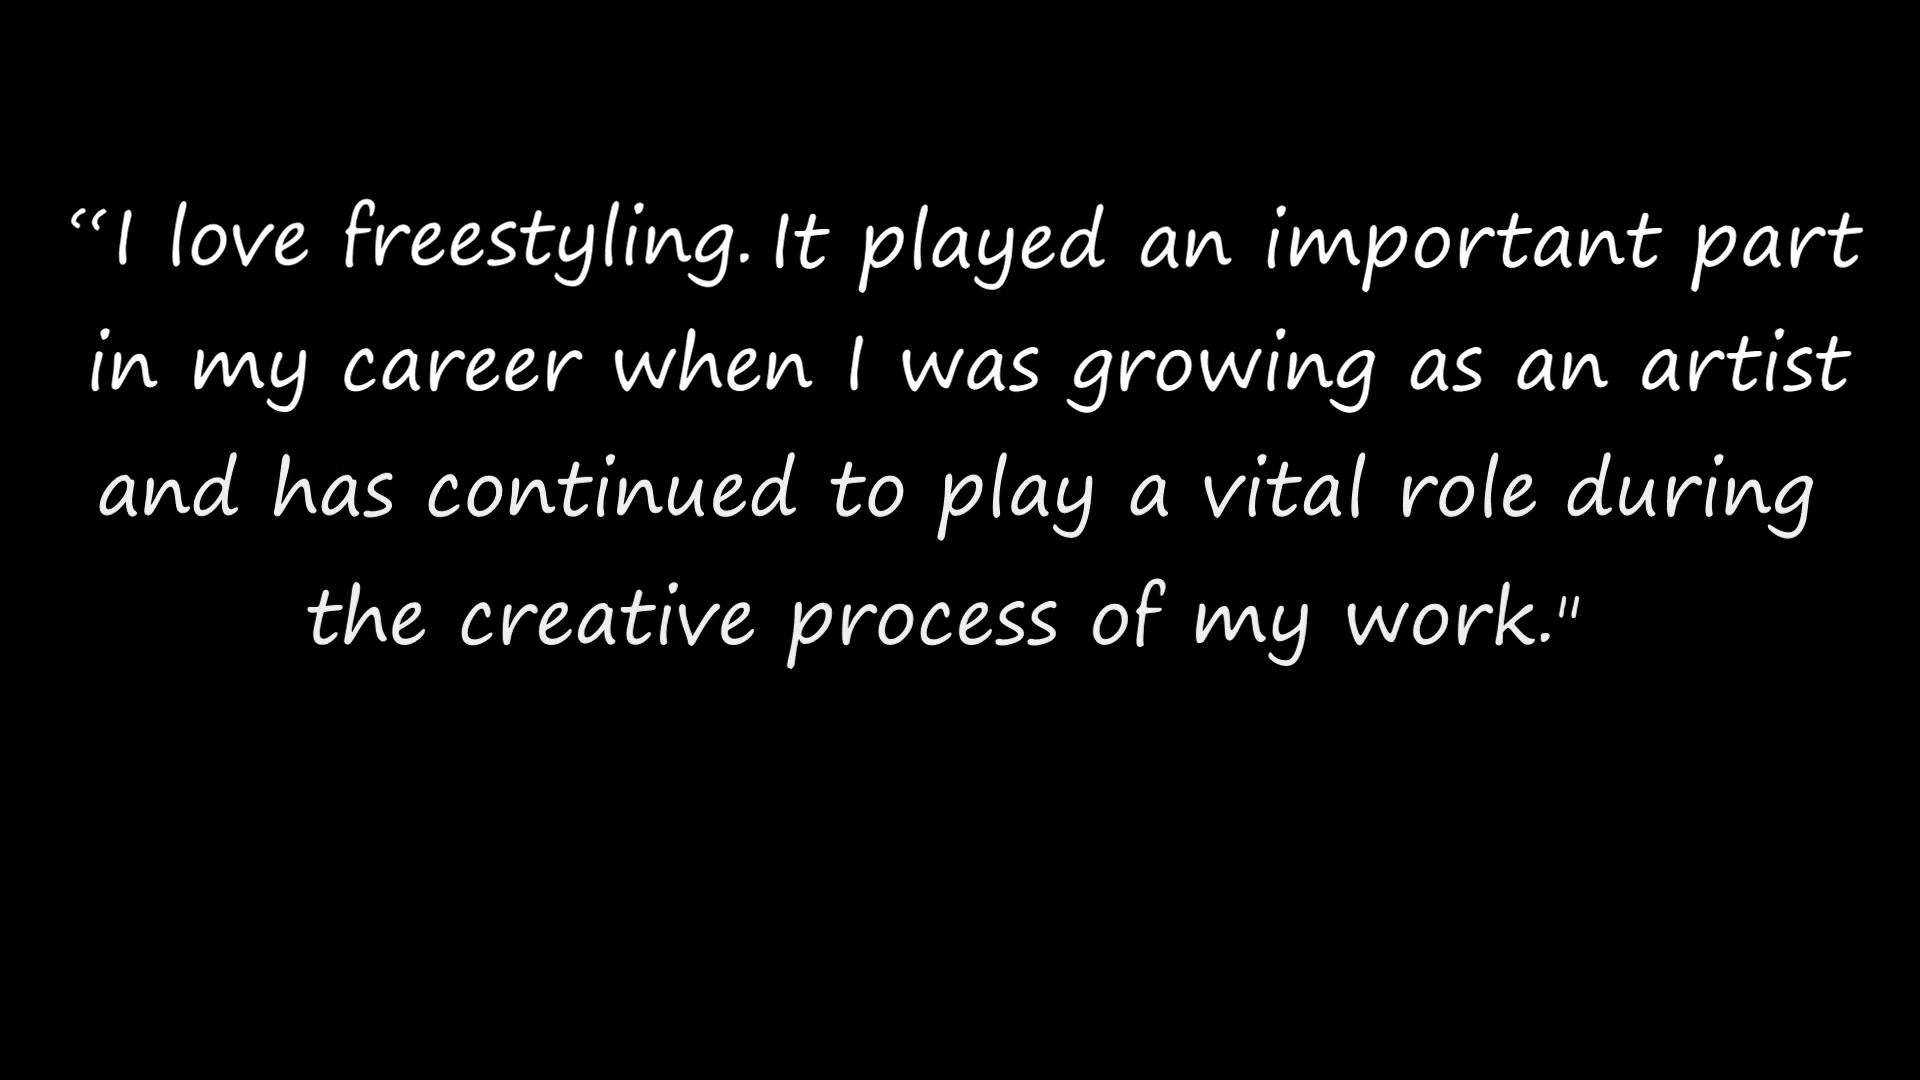 “I love freestyling. It played an important part
in my career when I was growing as an artist
and has continued to play a vital role during
the creative process of my work."